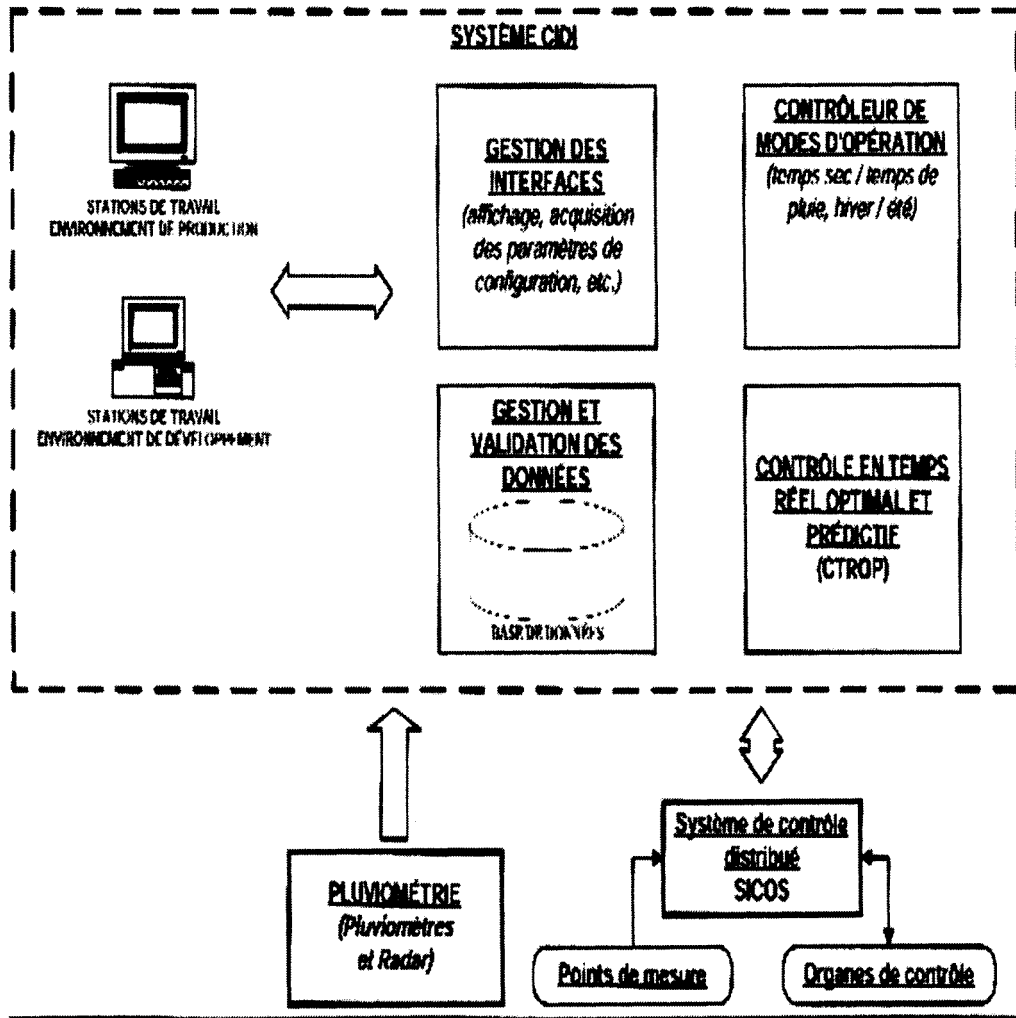 SYSTÈME CIDI
STATIONS DE TRAVAIL
ENVIRONNEMENT DE PRODUCTION
STATIONS DE TRAVAIL
ENVIRONNEMENT DE DÉVELOPPEMENT
GESTION DES
INTERFACES
(affichage, acquisition
des paramètres de
configuration, etc.)
CONTRÔLEUR DE
MODES D'OPÉRATION
(temps sec / temps de
pluie, hiver / été)
GESTION ET
VALIDATION DES
DONNÉES
BASE DE DONNÉES
CONTRÔLE EN TEMPS
RÉEL OPTIMAL ET
PRÉDICTIF
(CTROP)
PLUVIOMÉTRIE
(Pluviomètres
et Radar)
Système de contrôle
distribué
SICOS
Points de mesure
Organes de contrôle